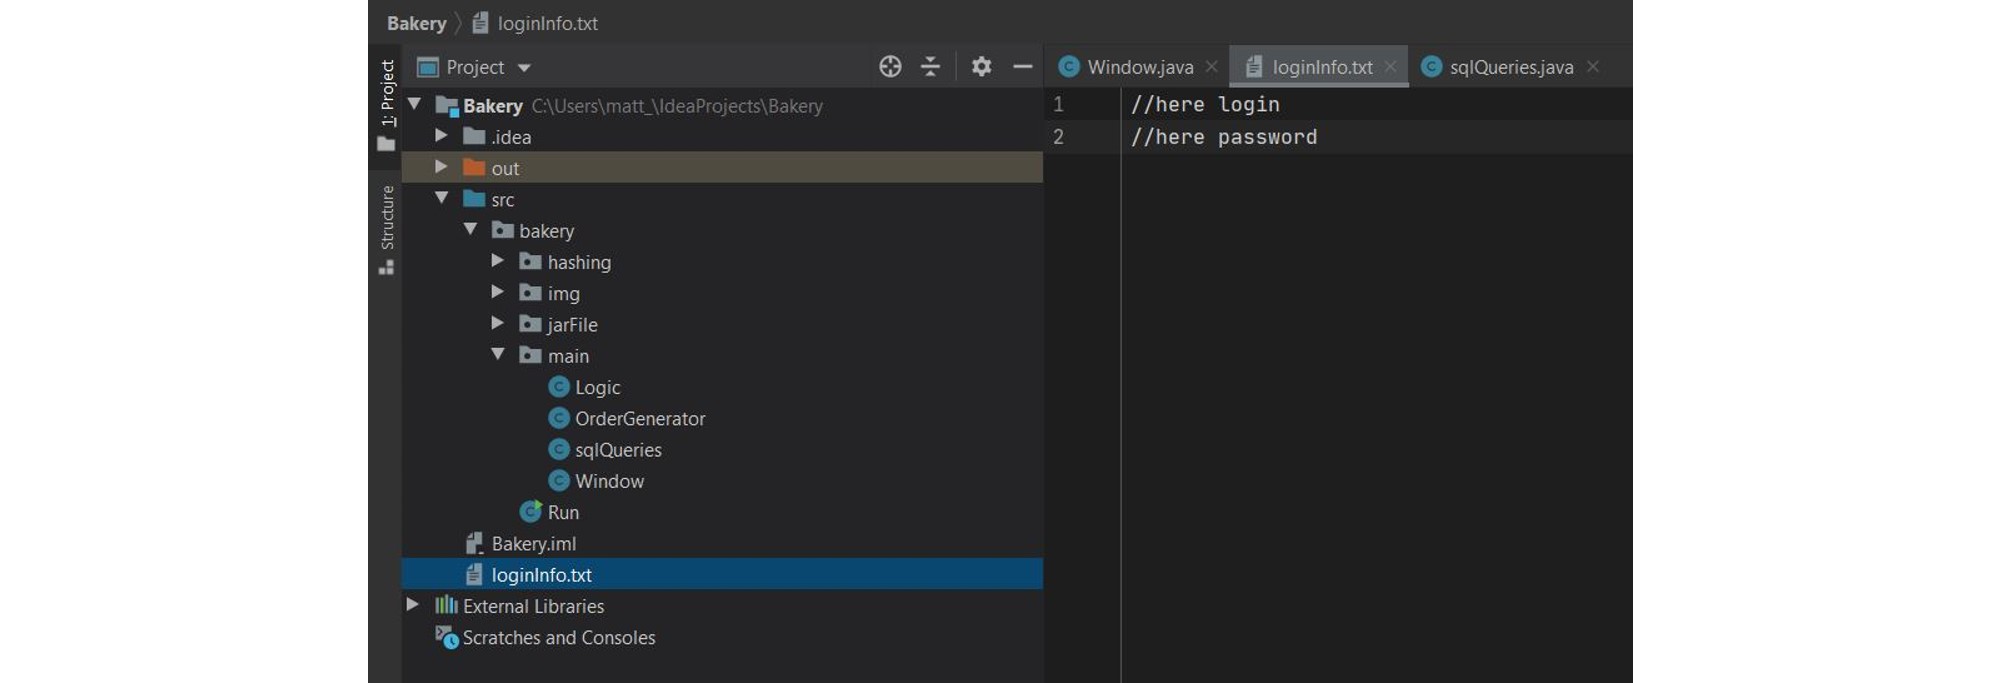 Bakery loginInfo.txt
1: Project
Structure
Project
Window.java loginInfo.txt sqlQueries.java
Bakery C:\Users\matt_\IdeaProjects\Bakery
.idea
out
src
bakery
hashing
img
jarFile
main
Logic
OrderGenerator
sqlQueries
Window
Run
Bakery.iml
loginInfo.txt
External Libraries
Scratches and Consoles
1 //here login
2 //here password